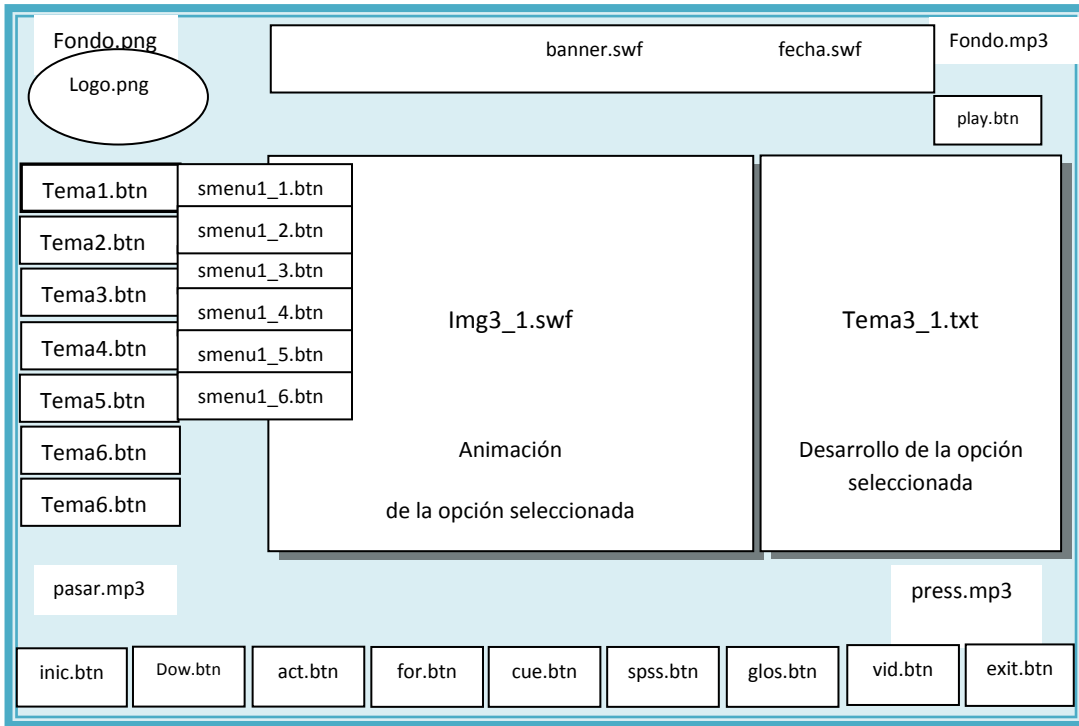 Fondo.png
Logo.png
banner.swf fecha.swf
Fondo.mp3
play.btn
Tema1.btn
Tema2.btn
Tema3.btn
Tema4.btn
Tema5.btn
Tema6.btn
Tema6.btn
smenu1_1.btn
smenu1_2.btn
smenu1_3.btn
smenu1_4.btn
smenu1_5.btn
smenu1_6.btn
Img3_1.swf
Animación
de la opción seleccionada
Tema3_1.txt
Desarrollo de la opción
seleccionada
pasar.mp3
press.mp3
inic.btn
Dow.btn
act.btn
for.btn
cue.btn
spss.btn
glos.btn
vid.btn
exit.btn